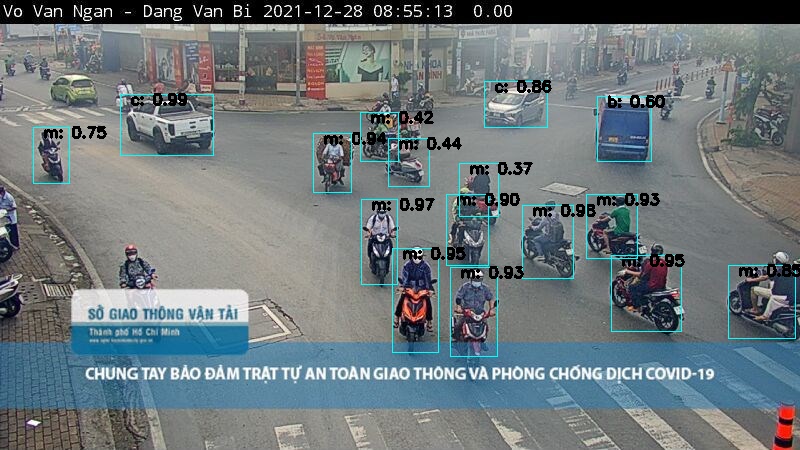 Vo Van Ngan - Dang Van Bi 2021-12-28 08:55:13 0.00
c: 0.99
c: 0.86
b: 0.60
m: 0.75
m: 0.94
m: 0.42
m: 0.44
m: 0.37
m: 0.97
m: 0.90
m: 0.98
m: 0.93
m: 0.95
m: 0.93
m: 0.95
m: 0.85
SỞ GIAO THÔNG VẬN TẢI
Thành phố Hồ Chí Minh
CHUNG TAY BẢO ĐẢM TRẬT TỰ AN TOÀN GIAO THÔNG VÀ PHÒNG CHỐNG DỊCH COVID-19